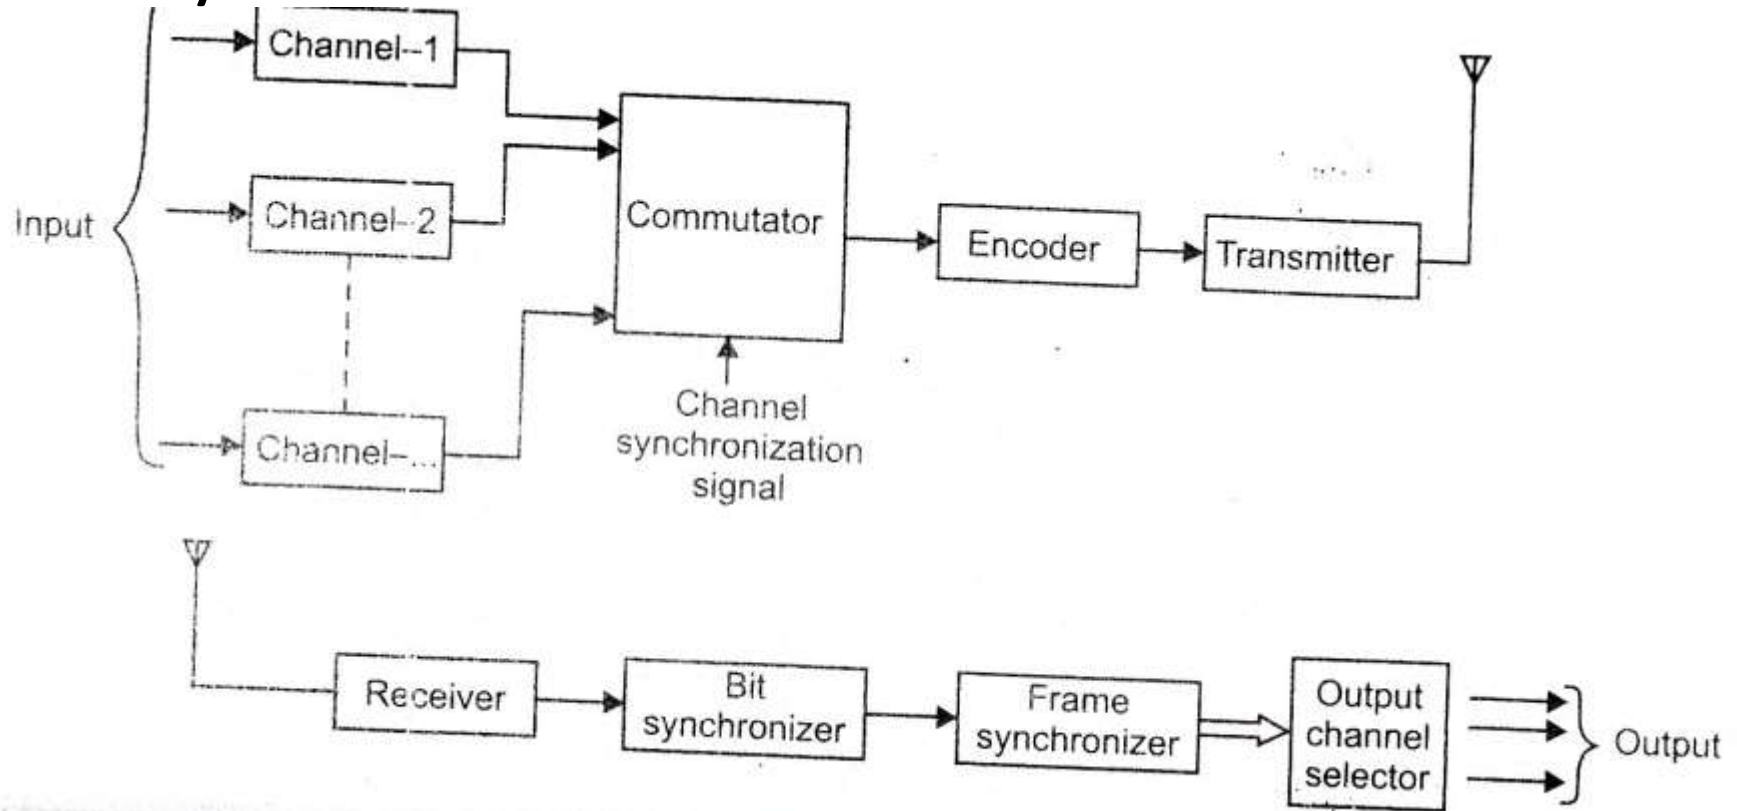 Channel--1
Input
Channel--2
Commutator
Encoder
Transmitter
Channel–...
Channel
synchronization
signal
Receiver
Bit
synchronizer
Frame
synchronizer
Output
channel
selector
Output